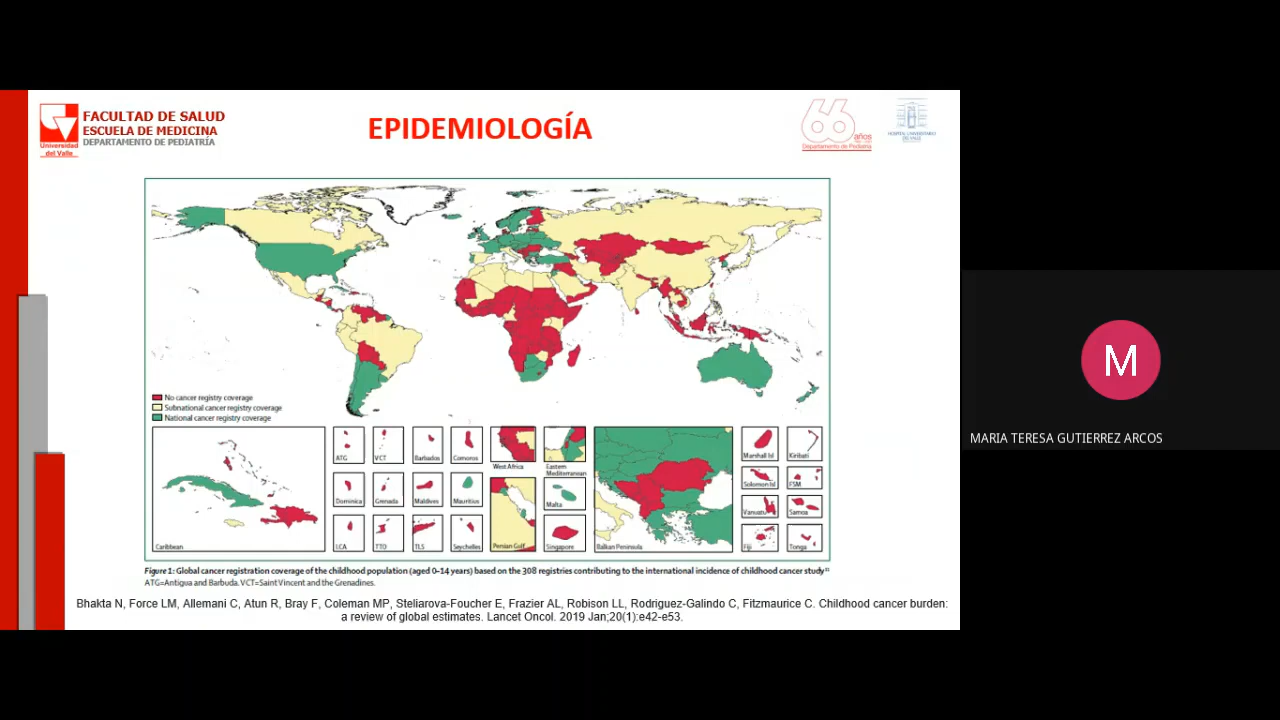 FACULTAD DE SALUD
ESCUELA DE MEDICINA
DEPARTAMENTO DE PEDIATRÍA
Universidad
del Valle
EPIDEMIOLOGÍA
66
años
Departamento de Pediatría
HOSPITAL UNIVERSITARIO
DEL VALLE
No cancer registry coverage
Subnational cancer registry coverage
National cancer registry coverage
Caribbean
ATG
VCT
Barbados
Comoros
West Africa
Eastern
Mediterranean
Marshall Isl
Kiribati
Dominica
Grenada
Maldives
Mauritius
Malta
Solomon Isl
FSM
Vanuatu
Samoa
LCA
TTO
TLS
Seychelles
Persian Gulf
Singapore
Balkan Peninsula
Fiji
Tonga
Figure 1: Global cancer registration coverage of the childhood population (aged 0–14 years) based on the 308 registries contributing to the international incidence of childhood cancer study
ATG=Antigua and Barbuda. VCT=Saint Vincent and the Grenadines.
Bhakta N, Force LM, Allemani C, Atun R, Bray F, Coleman MP, Steliarova-Foucher E, Frazier AL, Robison LL, Rodriguez-Galindo C, Fitzmaurice C. Childhood cancer burden:
a review of global estimates. Lancet Oncol. 2019 Jan;20(1):e42-e53.
M
MARIA TERESA GUTIERREZ ARCOS